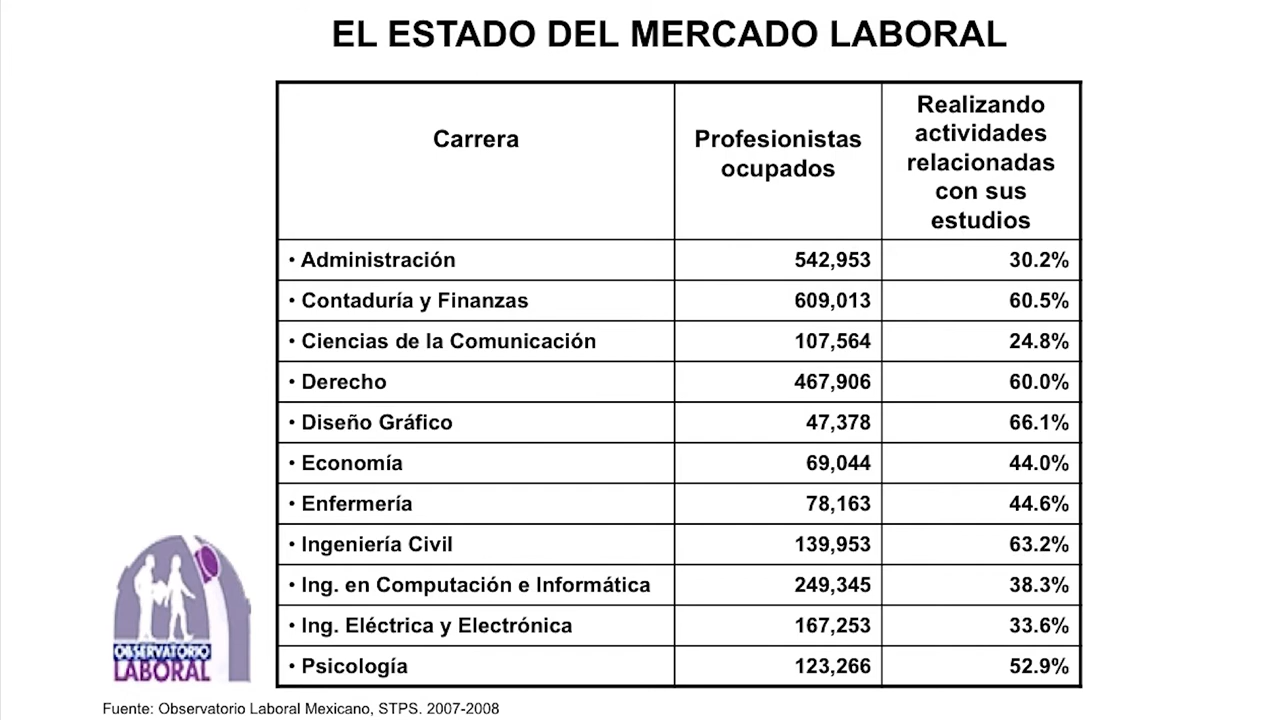 EL ESTADO DEL MERCADO LABORAL
Carrera
Profesionistas
ocupados
Realizando
actividades
relacionadas
con sus
estudios
• Administración 542,953 30.2%
• Contaduría y Finanzas 609,013 60.5%
• Ciencias de la Comunicación 107,564 24.8%
• Derecho 467,906 60.0%
• Diseño Gráfico 47,378 66.1%
• Economía 69,044 44.0%
• Enfermería 78,163 44.6%
• Ingeniería Civil 139,953 63.2%
• Ing. en Computación e Informática 249,345 38.3%
• Ing. Eléctrica y Electrónica 167,253 33.6%
• Psicología 123,266 52.9%
OBSERVATORIO
LABORAL
Fuente: Observatorio Laboral Mexicano, STPS. 2007-2008